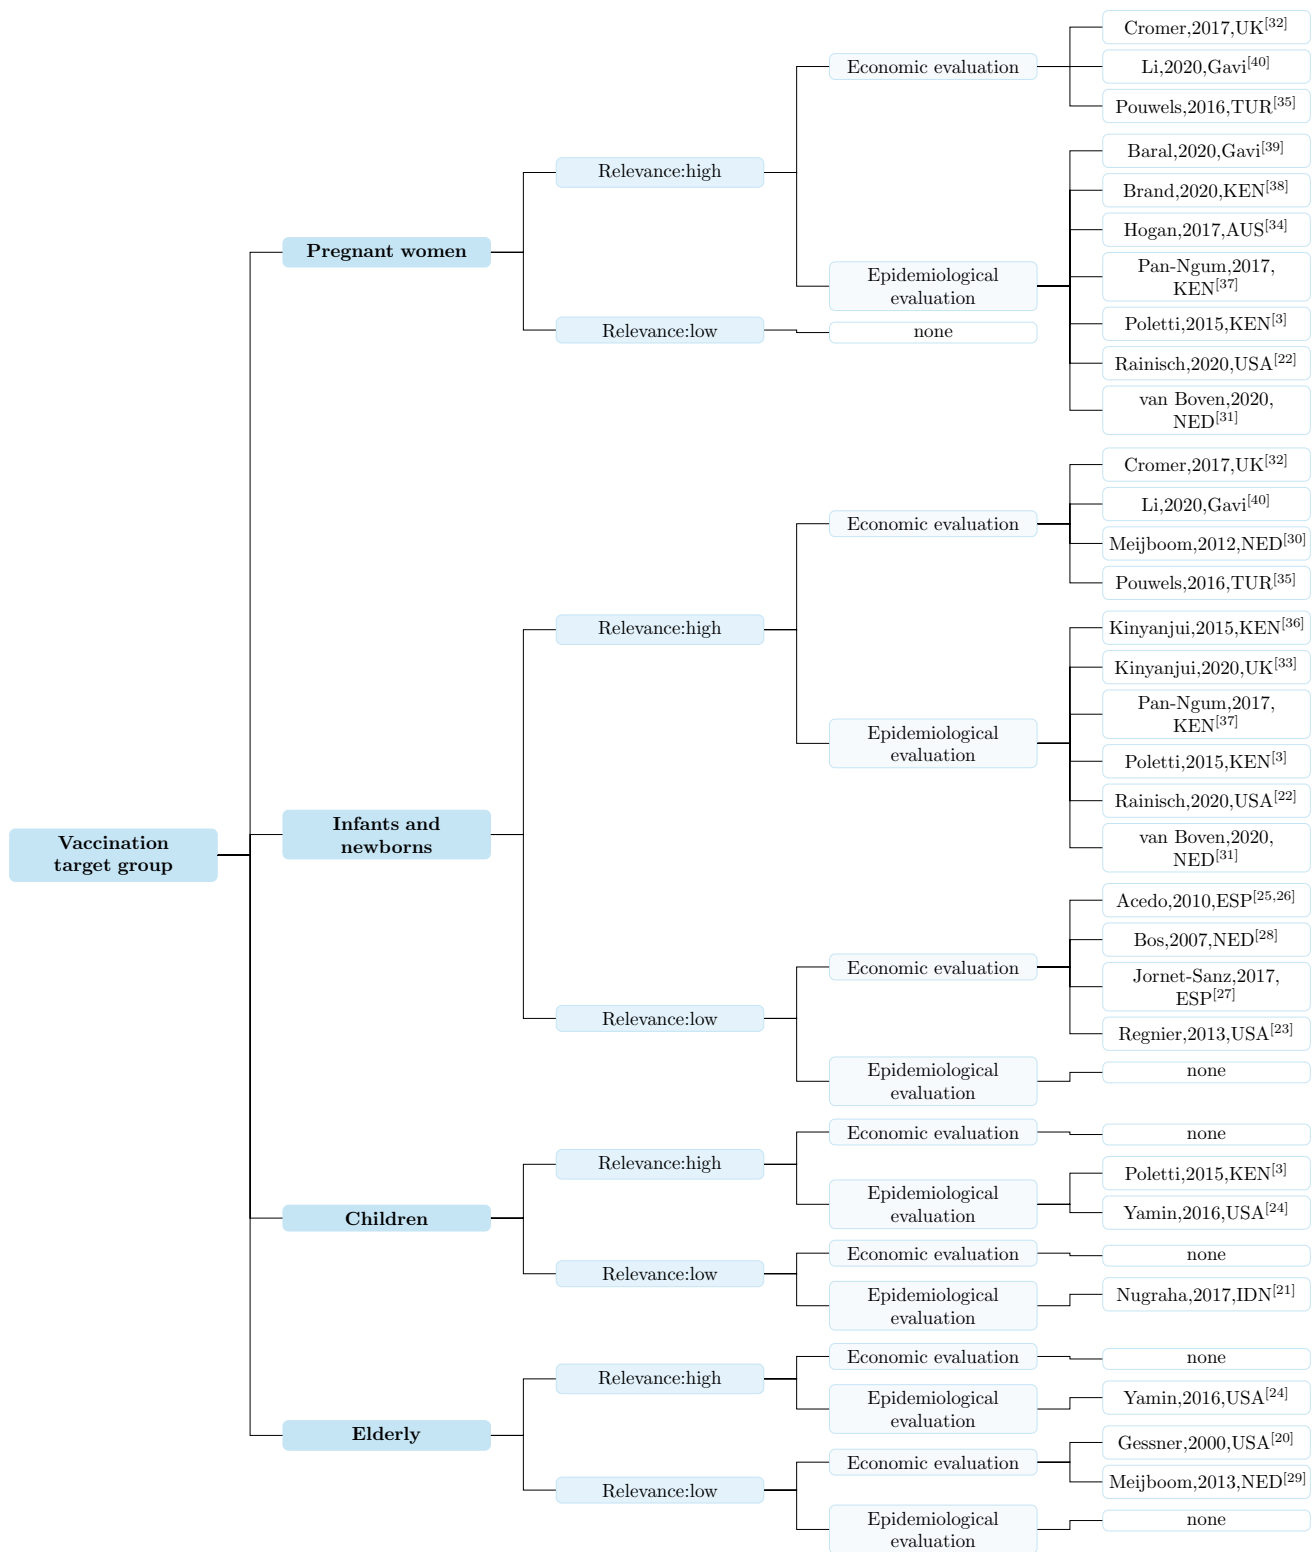 Vaccination
target group
Pregnant women
Relevance:high
Economic evaluation
Cromer,2017,UK[32]
Li,2020,Gavi[40]
Pouwels,2016,TUR[35]
Epidemiological
evaluation
Baral,2020,Gavi[39]
Brand,2020,KEN[38]
Hogan,2017,AUS[34]
Pan-Ngum,2017,
KEN[37]
Poletti,2015,KEN[3]
Rainisch,2020,USA[22]
van Boven,2020,
NED[31]
Relevance:low
none
Infants and
newborns
Relevance:high
Economic evaluation
Cromer,2017,UK[32]
Li,2020,Gavi[40]
Meijboom,2012,NED[30]
Pouwels,2016,TUR[35]
Epidemiological
evaluation
Kinyanjui,2015,KEN[36]
Kinyanjui,2020,UK[33]
Pan-Ngum,2017,
KEN[37]
Poletti,2015,KEN[3]
Rainisch,2020,USA[22]
van Boven,2020,
NED[31]
Relevance:low
Economic evaluation
Acedo,2010,ESP[25,26]
Bos,2007,NED[28]
Jornet-Sanz,2017,
ESP[27]
Regnier,2013,USA[23]
Epidemiological
evaluation
none
Children
Relevance:high
Economic evaluation
none
Epidemiological
evaluation
Poletti,2015,KEN[3]
Yamin,2016,USA[24]
Relevance:low
Economic evaluation
none
Epidemiological
evaluation
Nugraha,2017,IDN[21]
Elderly
Relevance:high
Economic evaluation
none
Epidemiological
evaluation
Yamin,2016,USA[24]
Relevance:low
Economic evaluation
Gessner,2000,USA[20]
Meijboom,2013,NED[29]
Epidemiological
evaluation
none